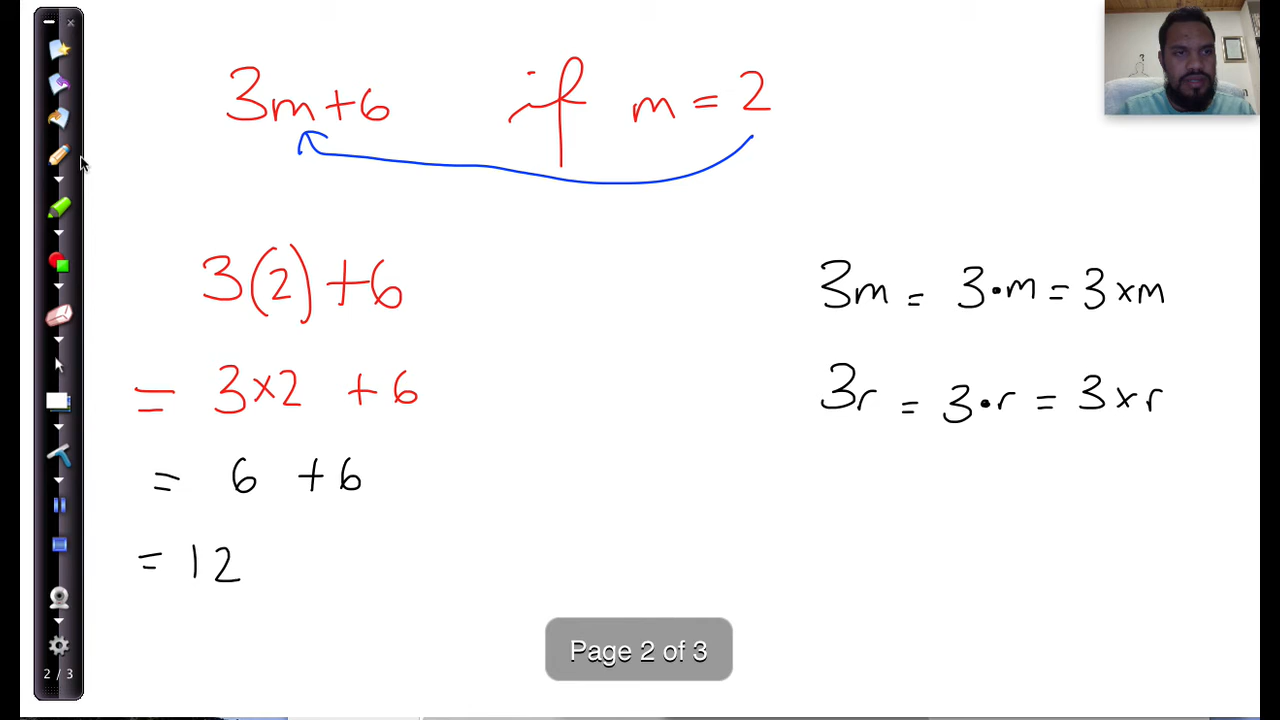 3m+6 if m = 2
3(2) +6
= 3×2 +6
= 6 +6
= 12
3m = 3•m = 3×m
3r = 3•r = 3×r
Page 2 of 3
2 / 3